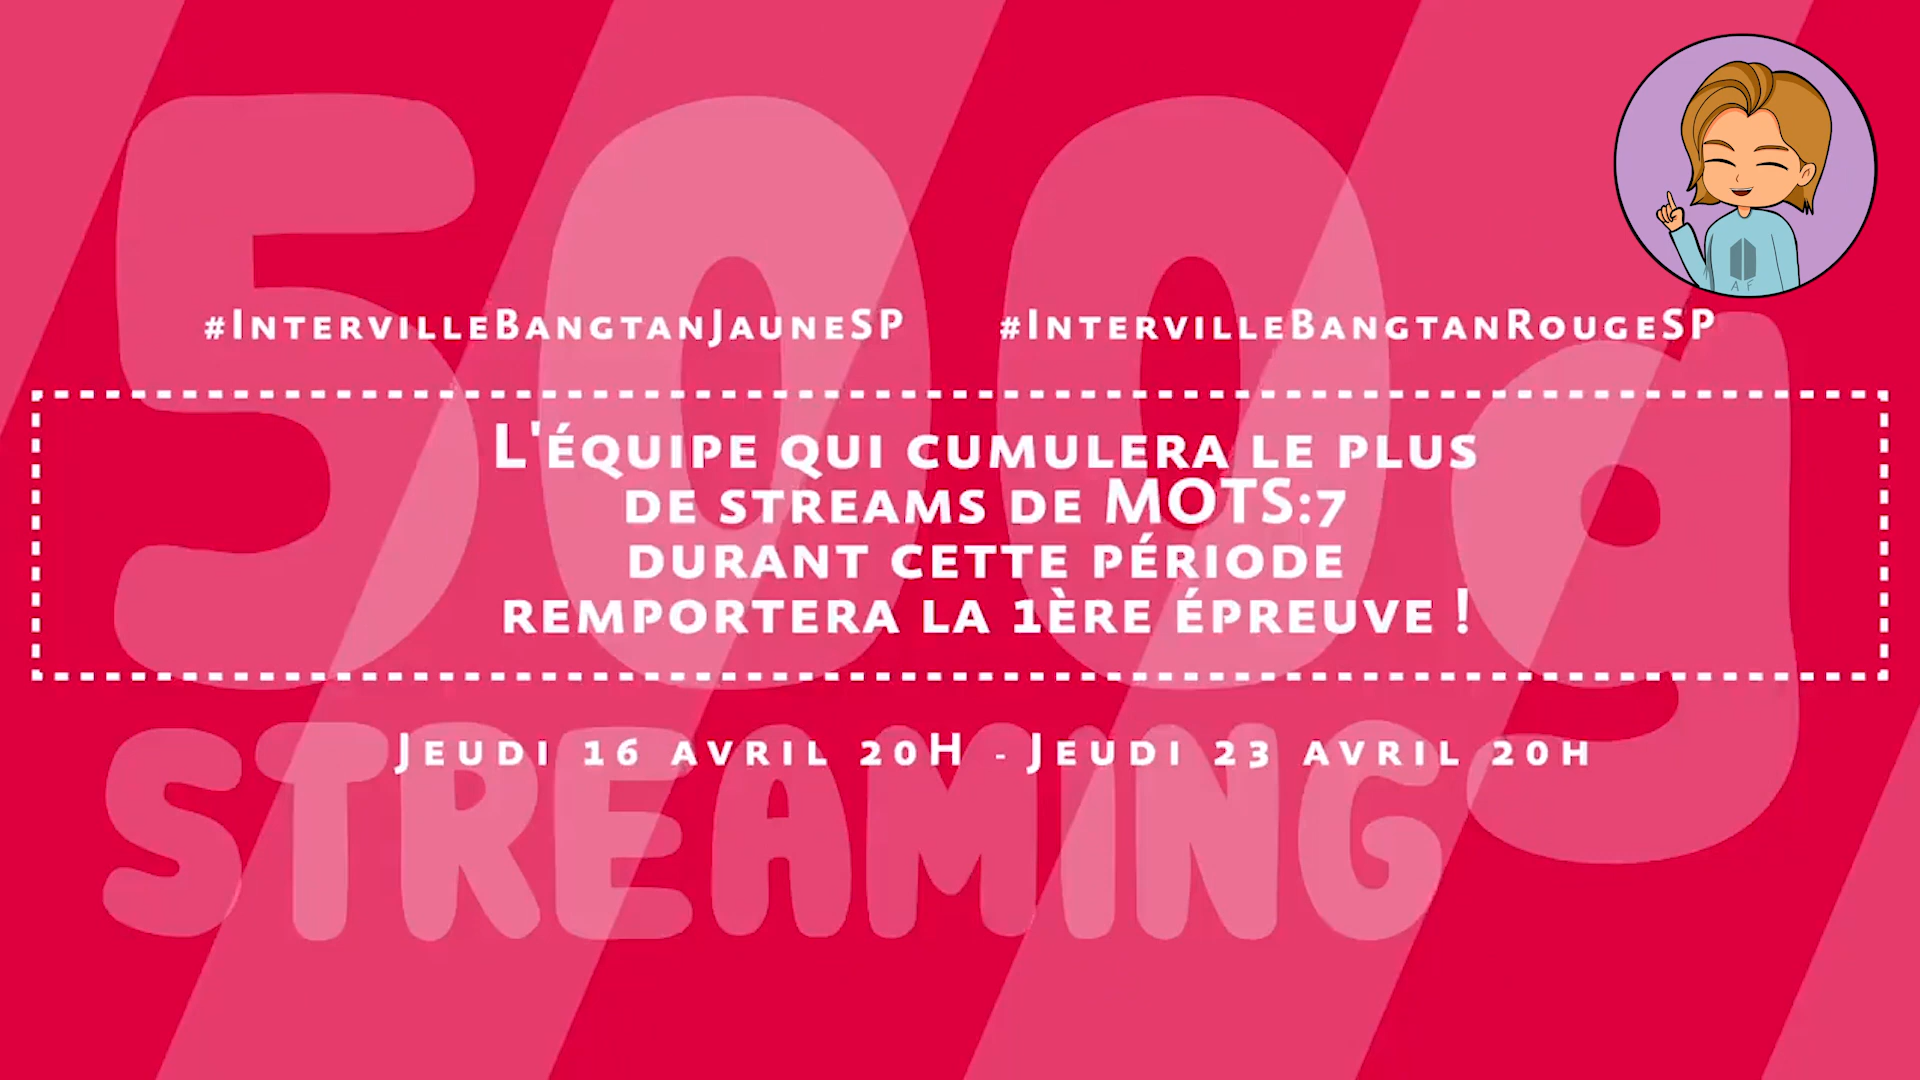 500g
#IntervilleBangtanJauneSP #IntervilleBangtanRougeSP
L'équipe qui cumulera le plus
de streams de MOTS:7
durant cette période
remportera la 1ère épreuve !
Jeudi 16 avril 20H - Jeudi 23 avril 20h
STREAMING
AF